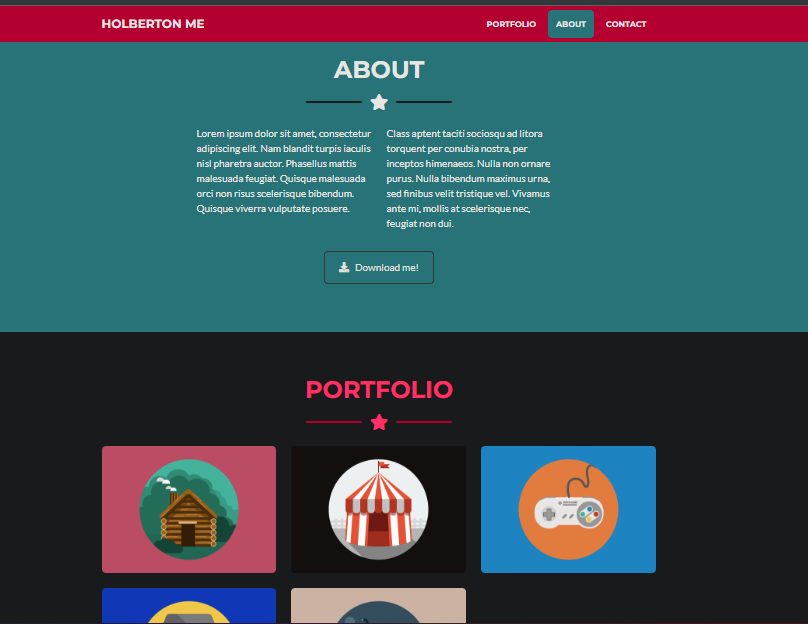 HOLBERTON ME
PORTFOLIO ABOUT CONTACT
ABOUT
Lorem ipsum dolor sit amet, consectetur
adipiscing elit. Nam blandit turpis iaculis
nisl pharetra auctor. Phasellus mattis
malesuada feugiat. Quisque malesuada
orci non risus scelerisque bibendum.
Quisque viverra vulputate posuere.
Class aptent taciti sociosqu ad litora
torquent per conubia nostra, per
inceptos himenaeos. Nulla non ornare
purus. Nulla bibendum maximus urna,
sed finibus velit tristique vel. Vivamus
ante mi, mollis at scelerisque nec,
feugiat non dui.
Download me!
PORTFOLIO